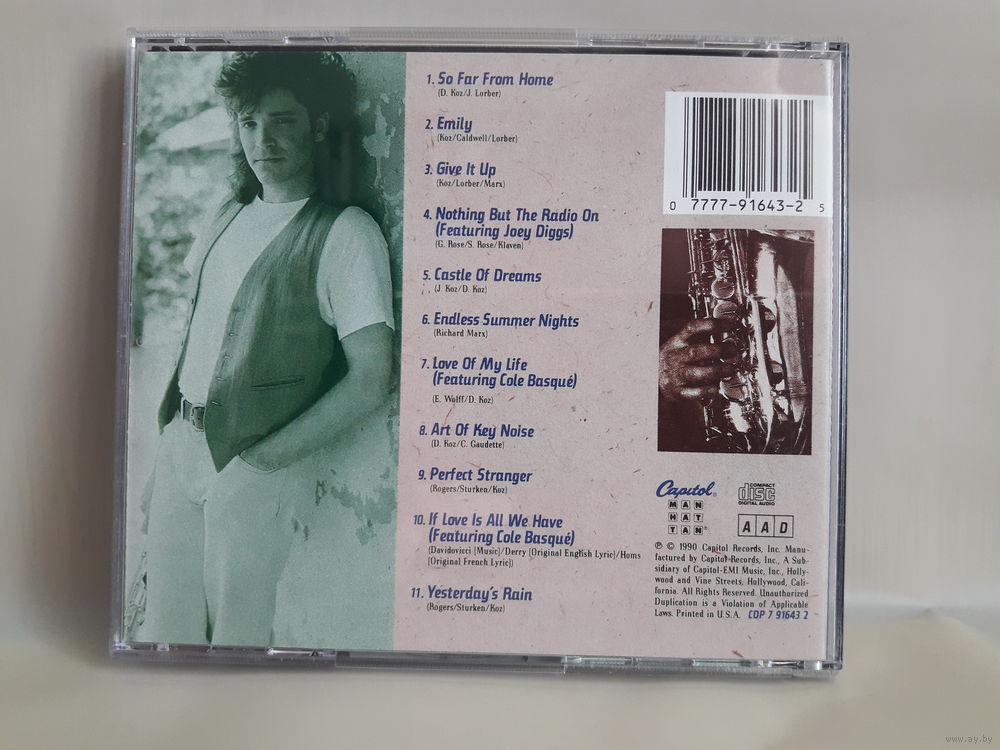 1. So Far From Home
(D. Koz/J. Lorber)
2. Emily
(Koz/Caldwell/Lorber)
3. Give It Up
(Koz/Lorber/Marx)
4. Nothing But The Radio On
(Featuring Joey Diggs)
(G. Rose/S. Rose/Klaven)
5. Castle Of Dreams
(J. Koz/D. Koz)
6. Endless Summer Nights
(Richard Marx)
7. Love Of My Life
(Featuring Cole Basqué)
(E. Wolff/D. Koz)
8. Art Of Key Noise
(D. Koz/C. Gaudette)
9. Perfect Stranger
(Rogers/Sturken/Koz)
10. If Love Is All We Have
(Featuring Cole Basqué)
(Davidovicci [Music]/Derry [Original English Lyric]/Homs
[Original French Lyric])
11. Yesterday's Rain
(Rogers/Sturken/Koz)
0 7777-91643-2 5
Capitol®
MAN
HAT
TAN®
COMPACT
disc
DIGITAL AUDIO
AAD
℗ © 1990 Capitol Records, Inc. Manu-
factured by Capitol Records, Inc., A Sub-
sidiary of Capitol-EMI Music, Inc., Holly-
wood and Vine Streets, Hollywood, Cali-
fornia. All Rights Reserved. Unauthorized
Duplication is a Violation of Applicable
Laws. Printed in U.S.A. CDP 7 91643 2
www.ay.by